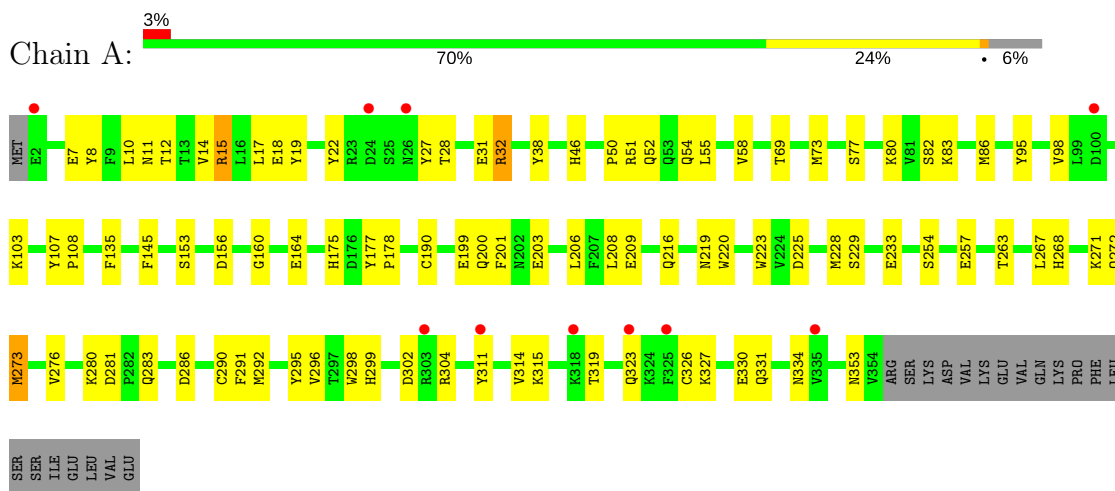 3%
Chain A:
70% 24% • 6%
MET E2 E7 Y8 F9 L10 N11 T12 T13 V14 R15 L16 L17 E18 Y19 Y22 R23 D24 S25 N26 Y27 T28 E31 R32 Y38 H46 P50 R51 Q52 Q53 Q54 L55 V58 T69 M73 S77 K80 V81 S82 K83 M86 Y95 V98 L99 D100
K103 Y107 P108 F135 F145 S153 D156 G160 E164 H175 D176 Y177 P178 C190 E199 Q200 F201 N202 E203 L206 F207 L208 E209 Q216 N219 W220 W223 V224 D225 M228 S229 E233 S254 E257 T263 L267 H268 K271
M273 V276 K280 D281 P282 Q283 D286 C290 F291 M292 Y295 V296 T297 W298 H299 D302 R303 R304 Y311 V314 K315 K318 T319 Q323 K324 F325 C326 K327 E330 Q331 N334 V335 N353 V354 ARG SER LYS ASP VAL LYS GLU VAL GLN LYS PRO PHE LEU
SER SER ILE GLU LEU VAL GLU